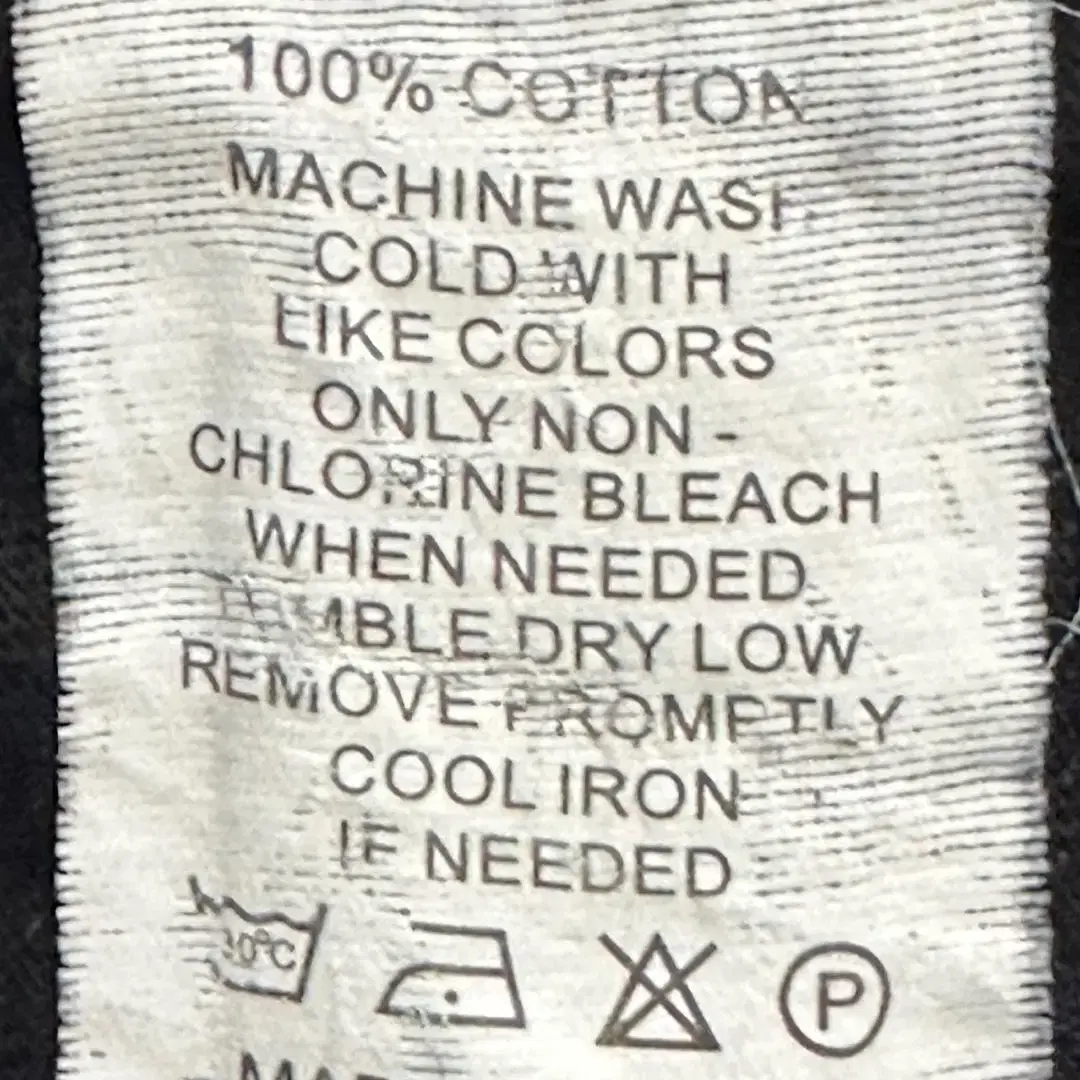 100% COTTON
MACHINE WASH
COLD WITH
LIKE COLORS
ONLY NON -
CHLORINE BLEACH
WHEN NEEDED
TUMBLE DRY LOW
REMOVE PROMPTLY
COOL IRON
IF NEEDED
30°C P